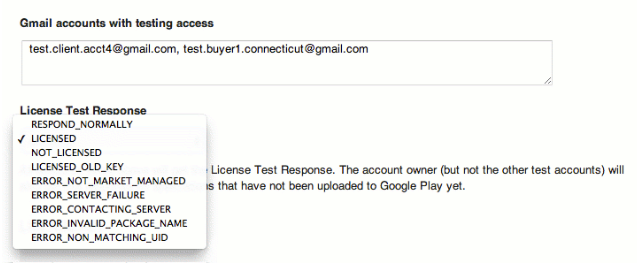 Gmail accounts with testing access
test.client.acct4@gmail.com, test.buyer1.connecticut@gmail.com
License Test Response
RESPOND_NORMALLY
✓ LICENSED
NOT_LICENSED
LICENSED_OLD_KEY
ERROR_NOT_MARKET_MANAGED
ERROR_SERVER_FAILURE
ERROR_CONTACTING_SERVER
ERROR_INVALID_PACKAGE_NAME
ERROR_NON_MATCHING_UID
License Test Response. The account owner (but not the other test accounts) will
that have not been uploaded to Google Play yet.